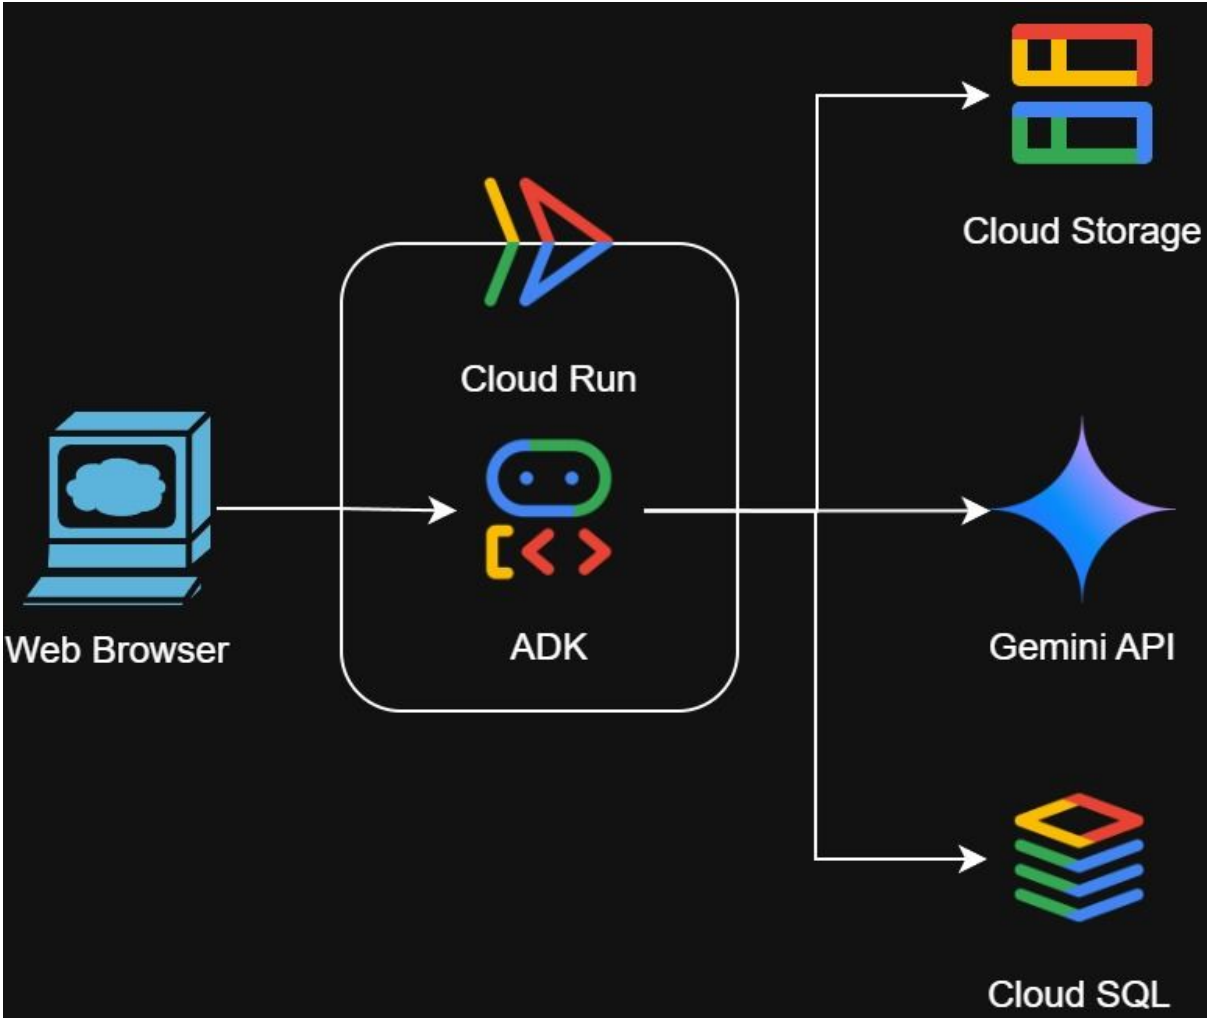 Cloud Storage
Cloud Run
Web Browser
ADK
Gemini API
Cloud SQL